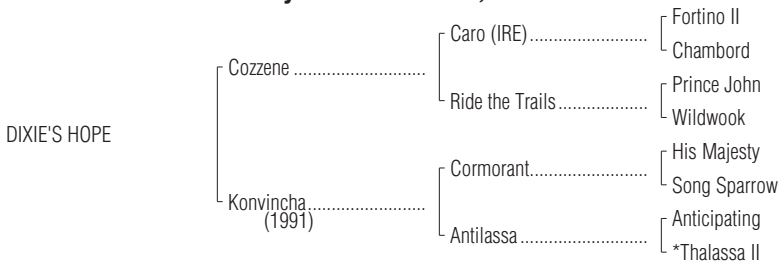 Fortino II
Caro (IRE)
Chambord
Cozzene
Prince John
Ride the Trails
Wildwook
DIXIE'S HOPE
His Majesty
Cormorant
Song Sparrow
Konvincha
(1991)
Anticipating
Antilassa
*Thalassa II